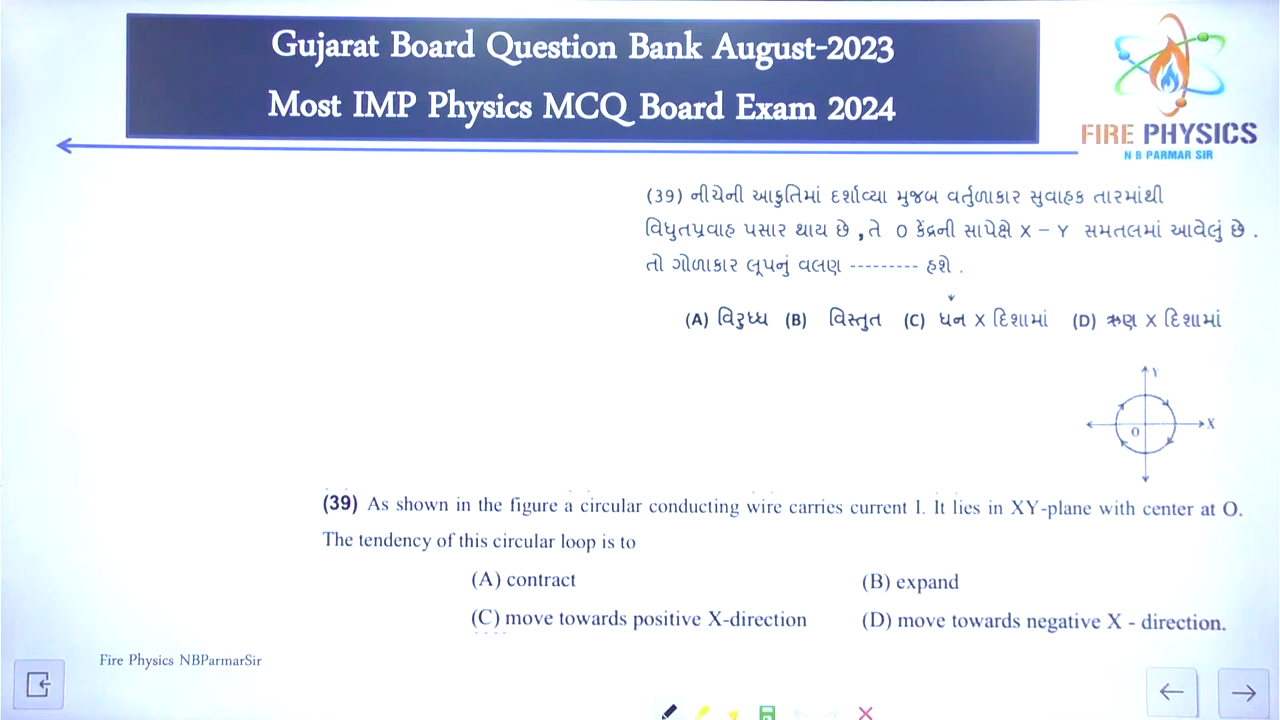 Gujarat Board Question Bank August-2023
Most IMP Physics MCQ Board Exam 2024
FIRE PHYSICS
N B PARMAR SIR
(39) નીચેની આકૃતિમાં દર્શાવ્યા મુજબ વર્તુળાકાર સુવાહક તારમાંથી
વિધુતપ્રવાહ પસાર થાય છે , તે O કેંદ્રની સાપેક્ષે X – Y સમતલમાં આવેલું છે .
તો ગોળાકાર લૂપનું વલણ --------- હશે .
(A) વિરુધ્ધ (B) વિસ્તુત (C) ધન X દિશામાં (D) ઋણ X દિશામાં
Y
X
O
(39) As shown in the figure a circular conducting wire carries current I. It lies in XY-plane with center at O.
The tendency of this circular loop is to
(A) contract (B) expand
(C) move towards positive X-direction (D) move towards negative X - direction.
Fire Physics NBParmarSir